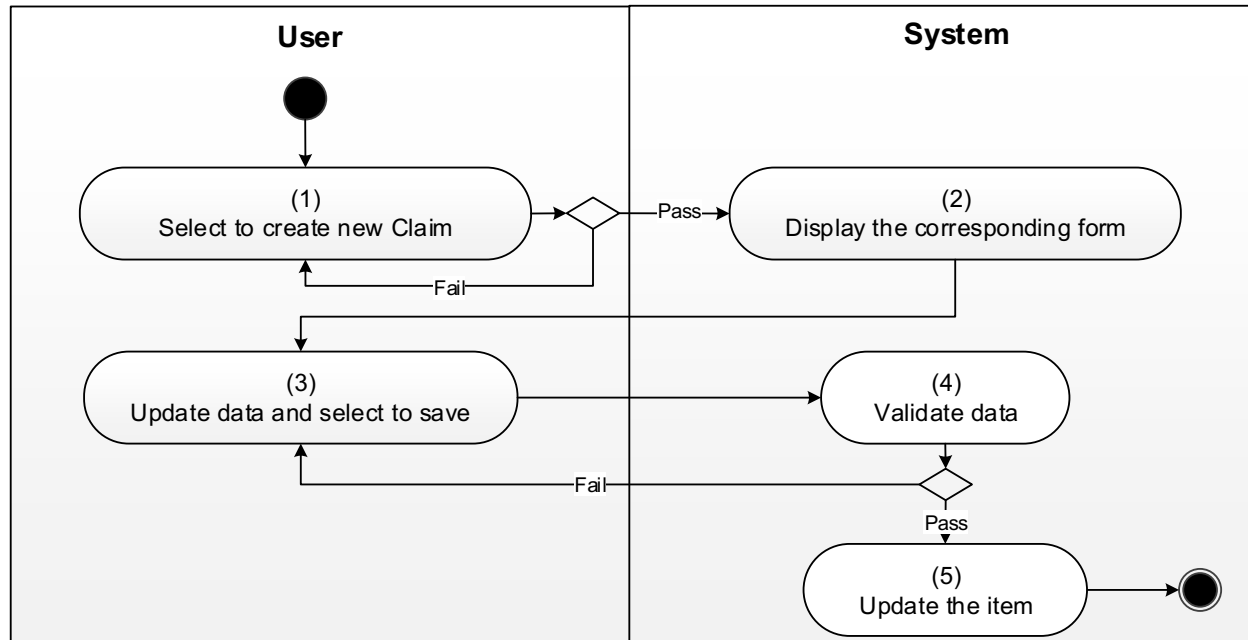 User
System
(1)
Select to create new Claim
Pass
(2)
Display the corresponding form
Fail
(3)
Update data and select to save
(4)
Validate data
Fail
Pass
(5)
Update the item